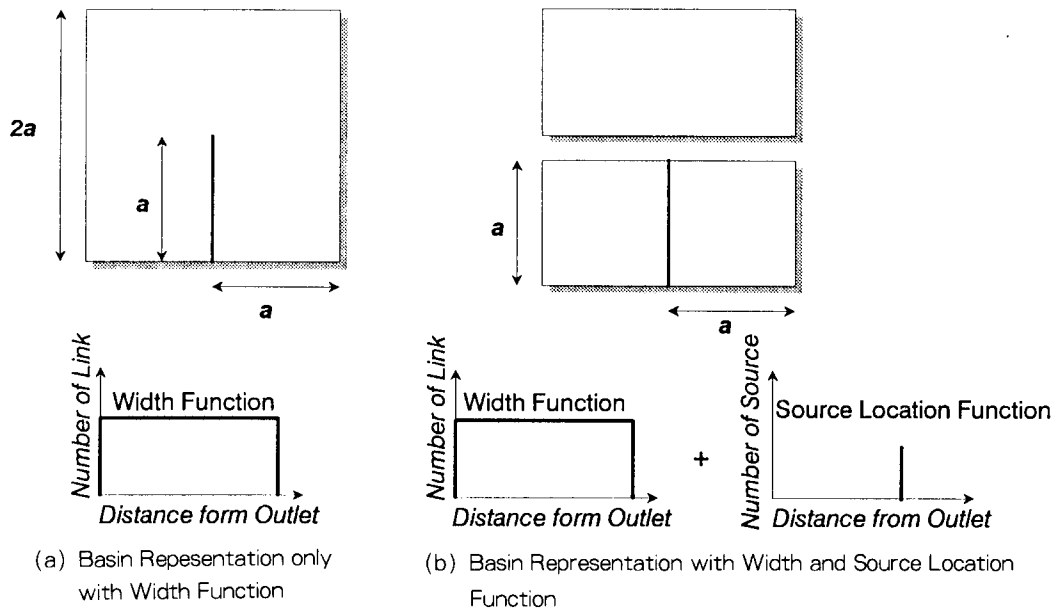 2a
a
a
a
a
Number of Link
Width Function
Distance form Outlet
Number of Link
Width Function
Distance form Outlet
+
Number of Source
Source Location Function
Distance from Outlet
(a) Basin Repesentation only
with Width Function
(b) Basin Representation with Width and Source Location
Function